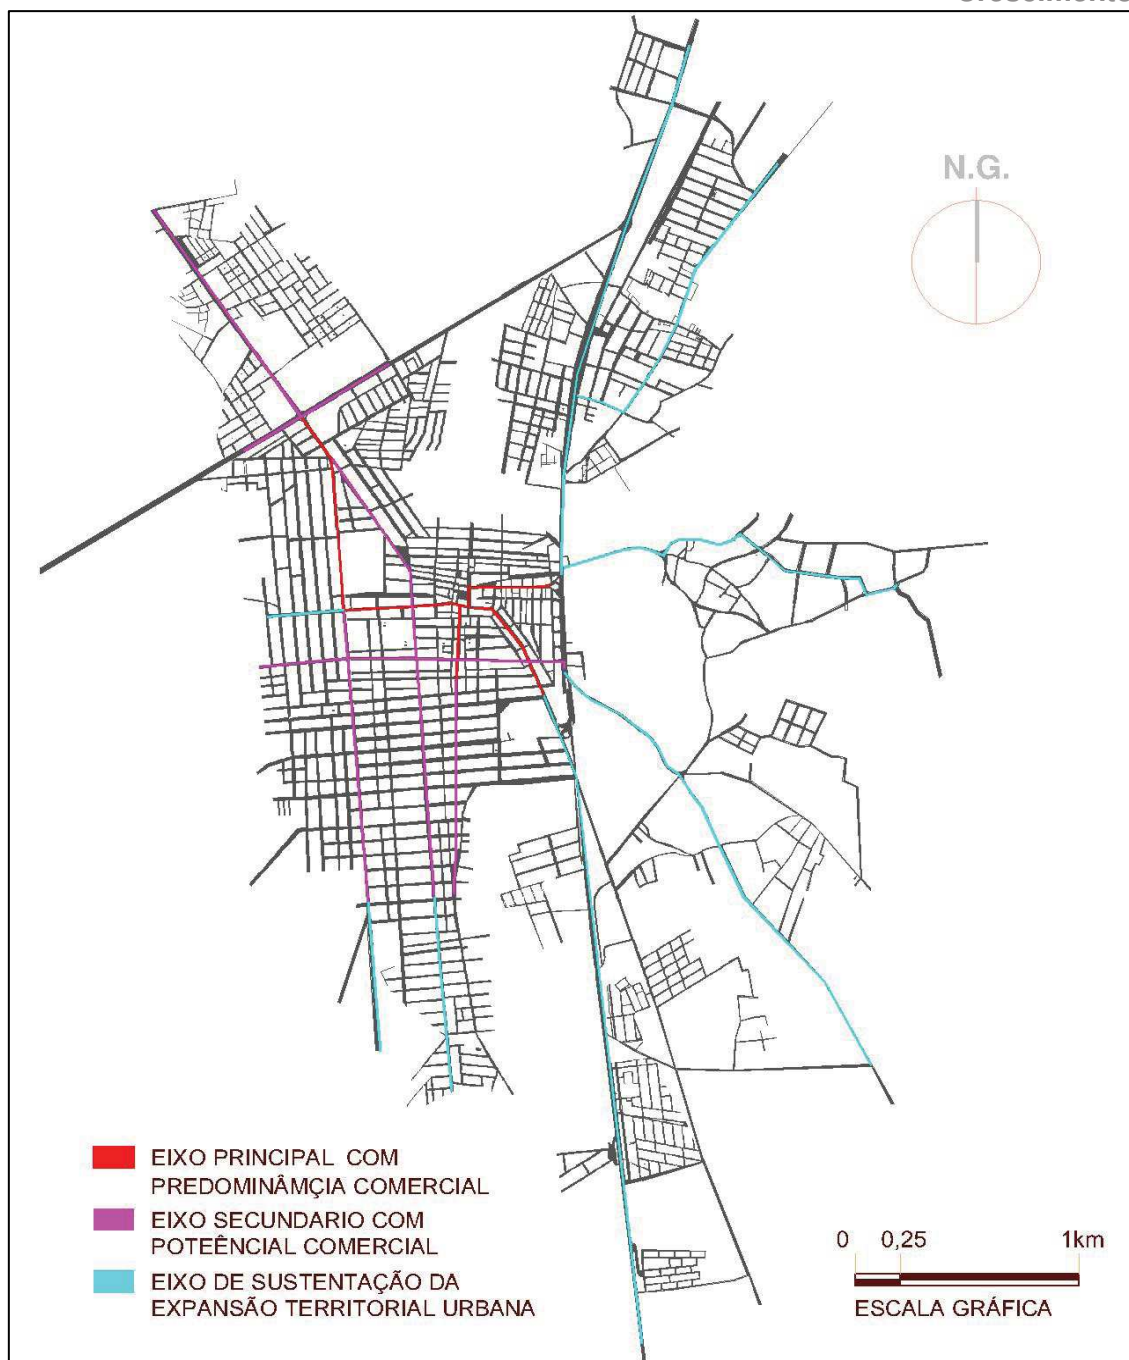 N.G.
EIXO PRINCIPAL COM
PREDOMINÂMÇIA COMERCIAL
EIXO SECUNDARIO COM
POTEÊNCIAL COMERCIAL
EIXO DE SUSTENTAÇÃO DA
EXPANSÃO TERRITORIAL URBANA
0 0,25 1km
ESCALA GRÁFICA